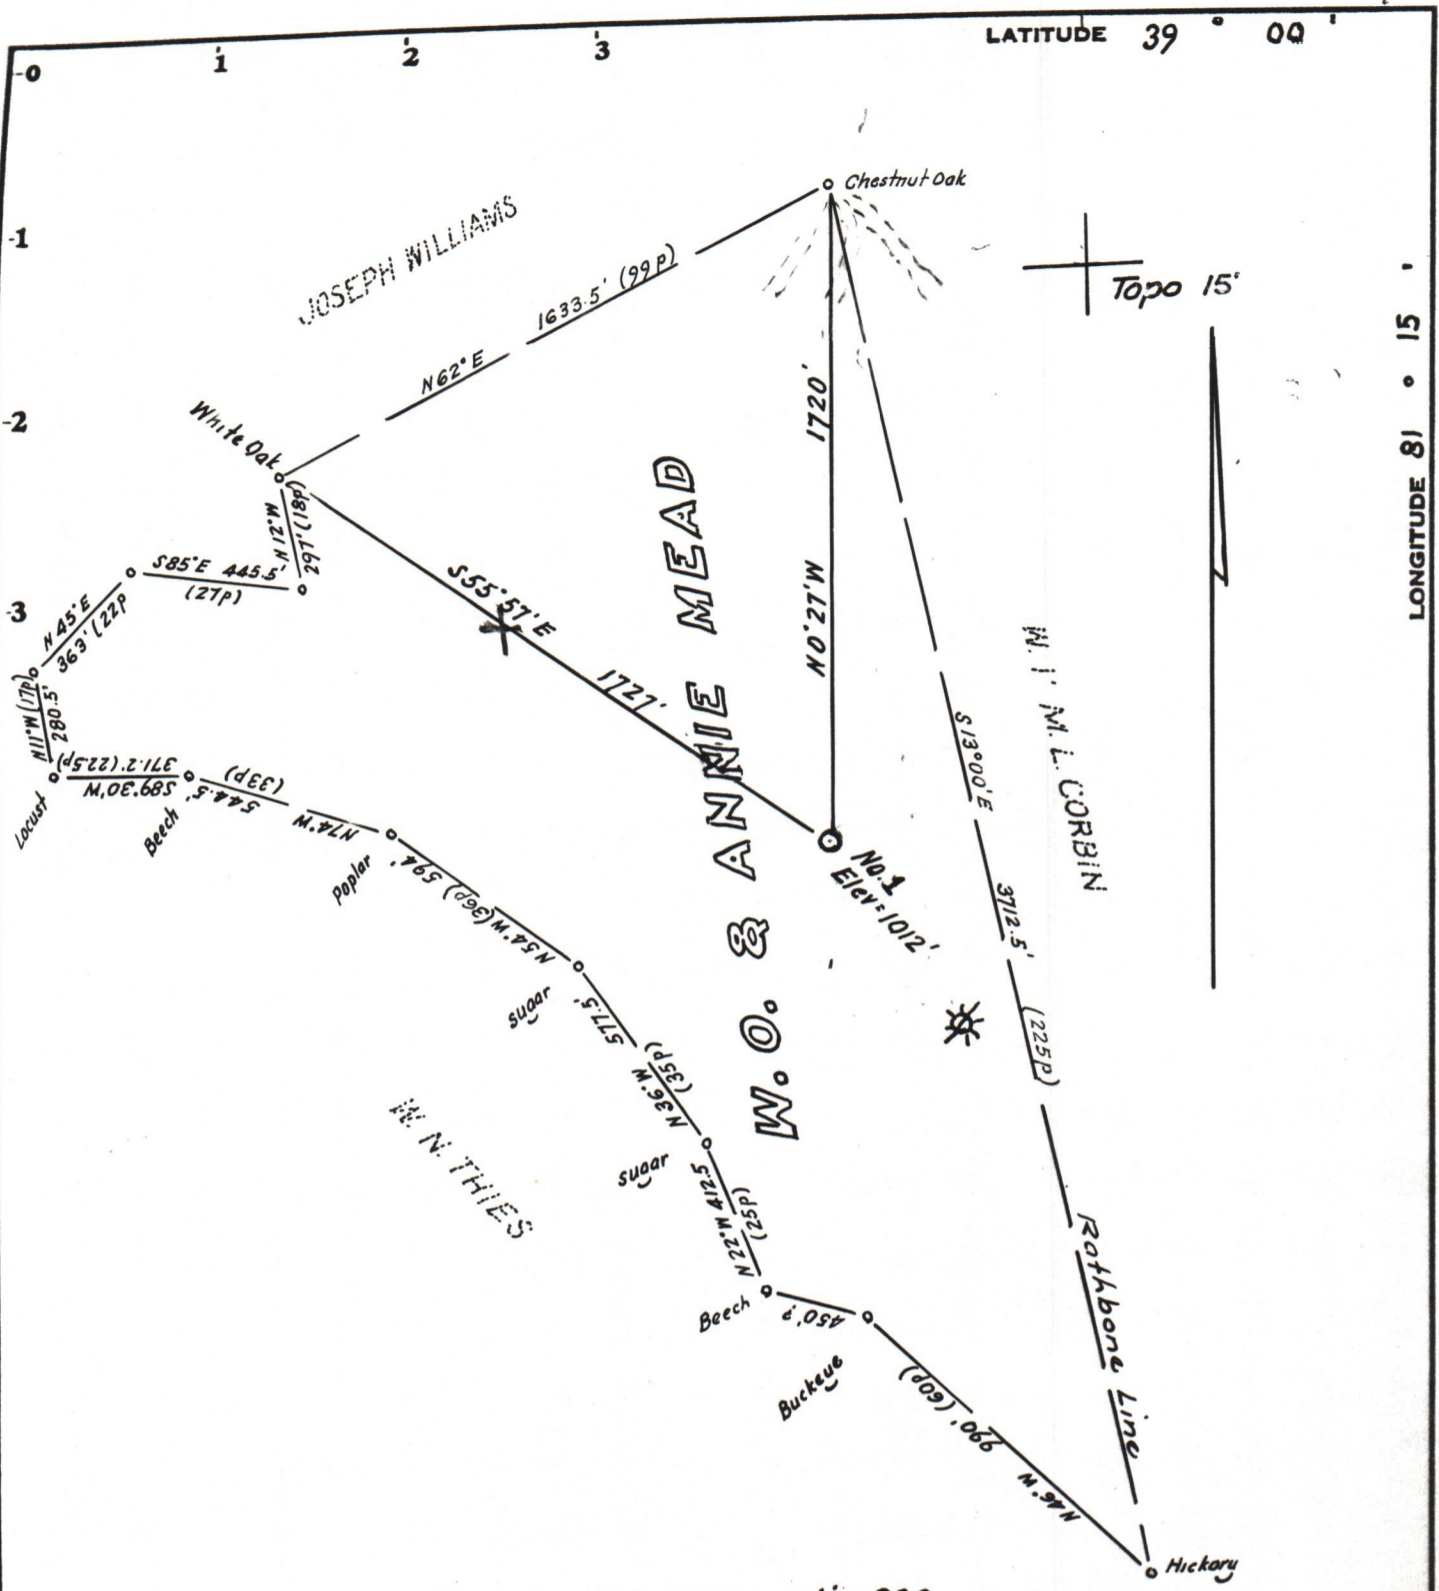 LATITUDE 39 ° 00 '
0
1
2
3
-1
-2
-3
LONGITUDE 81 ° 15 '
Chestnut Oak
Topo 15'
JOSEPH WILLIAMS
1633.5' (99p)
N62°E
White Oak
N12°W
297' (18p)
S85°E 445.5'
(27p)
N45°E
363' (22p
N11°W (17p)
280.5'
S89°30'W
371.2' (22.5p)
Locust
Beech
544.5'
(33p)
N74°W
Poplar
594'
N54°W (36p)
Sugar
577.5'
N36°W
(35p)
Sugar
N22°W 412.5
(25p)
Beech
450'?
Buckeye
990' (60p)
N46°W
Hickory
S55°57'E
1727'
1720'
N0°27'W
No.1
Elev=1012'
W.O. & ANNIE MEAD
S13°00'E
3712.5'
(225p)
Rathbone Line
M. L. CORBIN
W. N. THIES